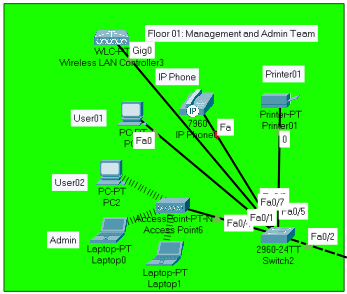 Floor 01: Management and Admin Team
WLC-PT
Gig0
Wireless LAN Controller3
IP Phone
Printer01
IP
7960
IP Phone
Printer-PT
Printer01
User01
PC-PT
Fa0
Fa
0
User02
PC-PT
PC2
AccessPoint-PT-N
Access Point6
Fa0/7
Fa0/1
Fa0/5
Fa0/
Fa0/2
Admin
Laptop-PT
Laptop0
2960-24TT
Switch2
Laptop-PT
Laptop1